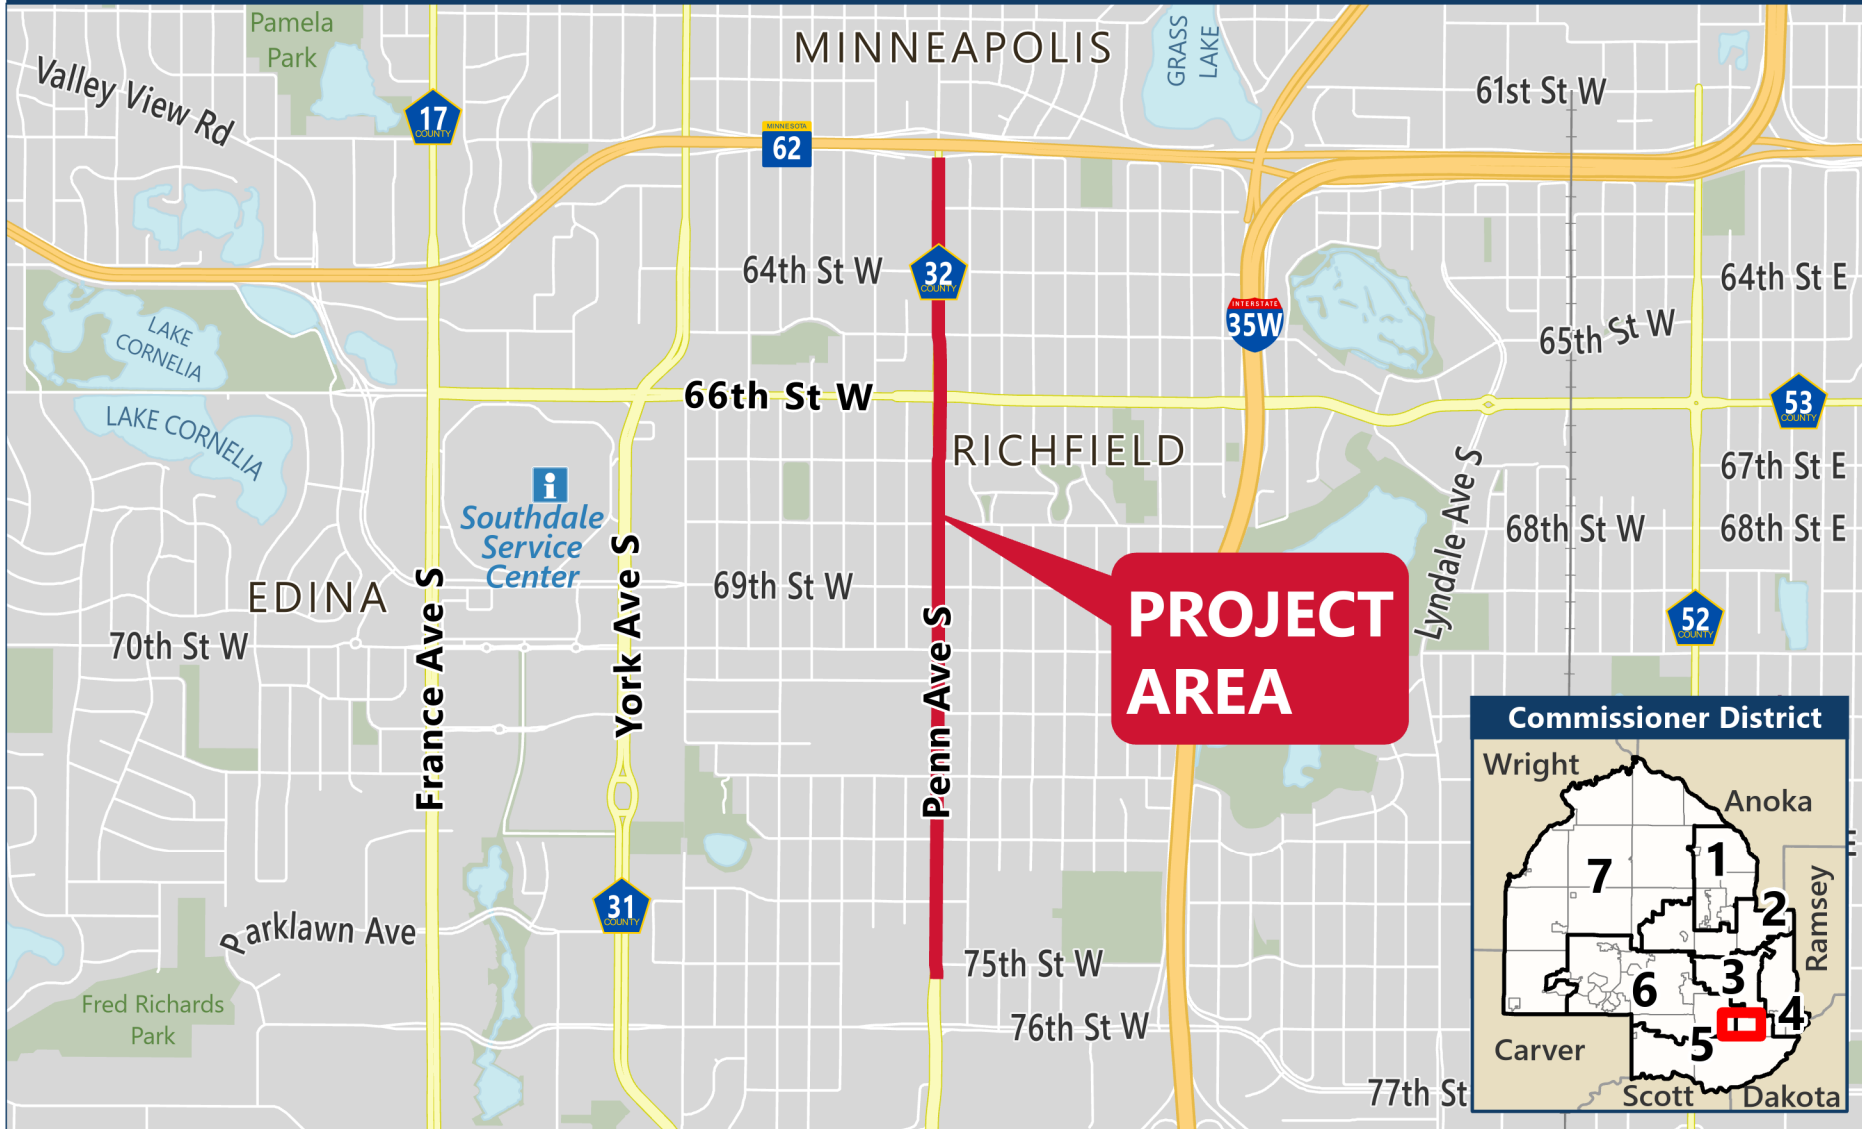 Pamela
Park
MINNEAPOLIS
GRASS
LAKE
Valley View Rd
61st St W
17
COUNTY
MINNESOTA
62
64th St W
32
COUNTY
64th St E
INTERSTATE
35W
65th St W
LAKE
CORNELIA
66th St W
53
COUNTY
LAKE CORNELIA
RICHFIELD
67th St E
Southdale
Service
Center
68th St W
68th St E
Lyndale Ave S
69th St W
EDINA
France Ave S
York Ave S
Penn Ave S
PROJECT
AREA
52
COUNTY
70th St W
31
COUNTY
Parklawn Ave
75th St W
Fred Richards
Park
76th St W
77th St
E
Commissioner District
Wright
Anoka
7
1
2
Ramsey
3
6
4
5
Carver
Scott
Dakota